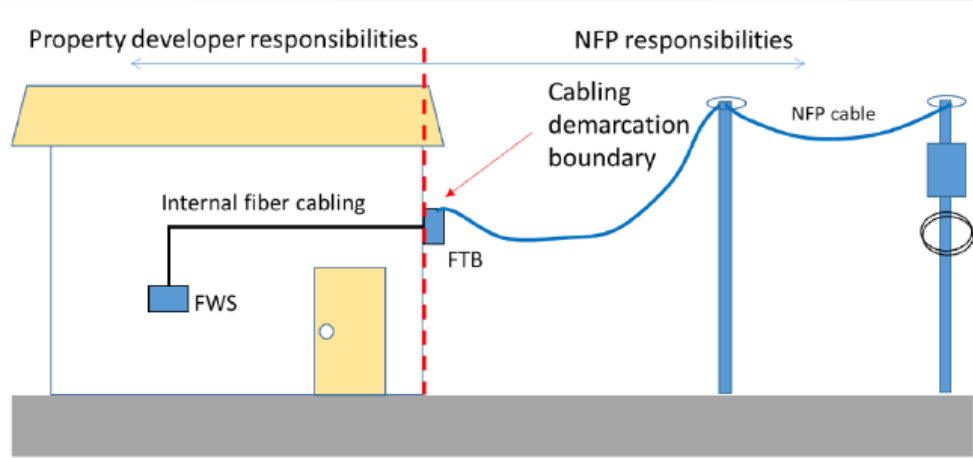 Property developer responsibilities
NFP responsibilities
Cabling
demarcation
boundary
NFP cable
Internal fiber cabling
FTB
FWS